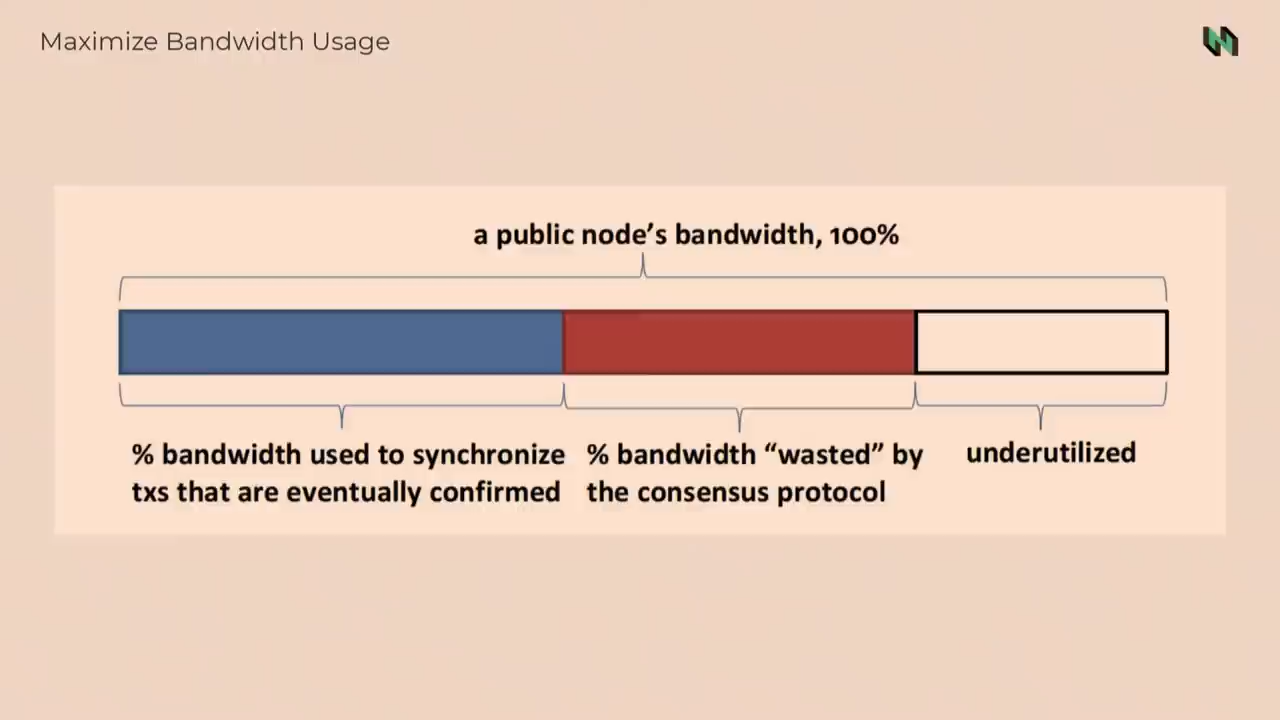 Maximize Bandwidth Usage
a public node’s bandwidth, 100%
% bandwidth used to synchronize
txs that are eventually confirmed
% bandwidth “wasted” by
the consensus protocol
underutilized